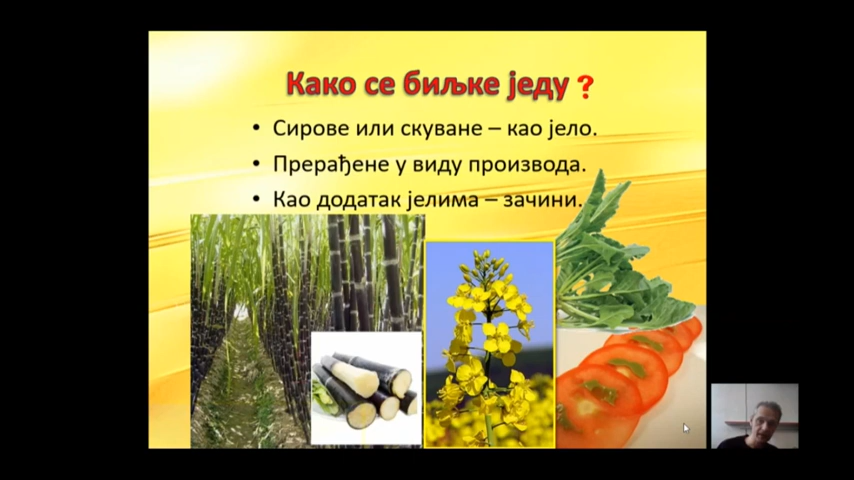 Како се биљке једу ?
• Сирове или скуване – као јело.
• Прерађене у виду производа.
• Као додатак јелима – зачини.